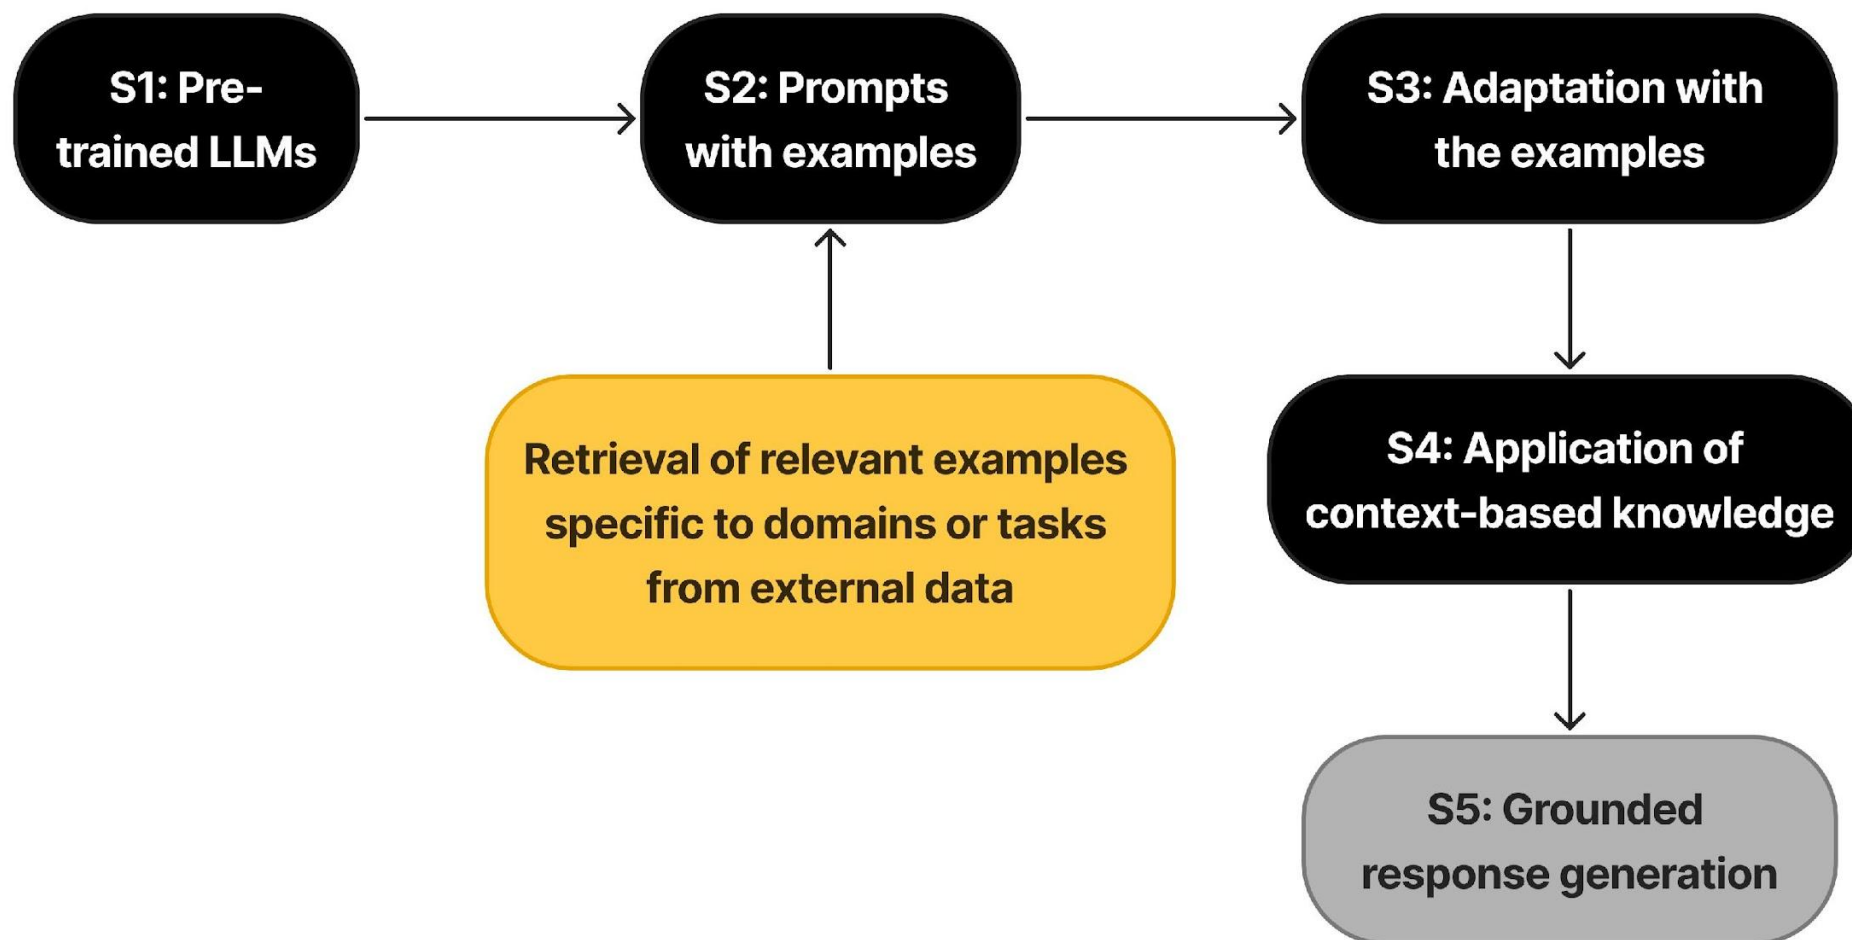 S1: Pre-
trained LLMs
S2: Prompts
with examples
S3: Adaptation with
the examples
Retrieval of relevant examples
specific to domains or tasks
from external data
S4: Application of
context-based knowledge
S5: Grounded
response generation